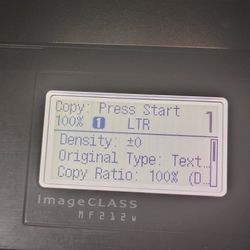 Copy: Press Start
100% 1 LTR 1
Density: ±0
Original Type: Text...
Copy Ratio: 100% (D...
imageCLASS
MF212w